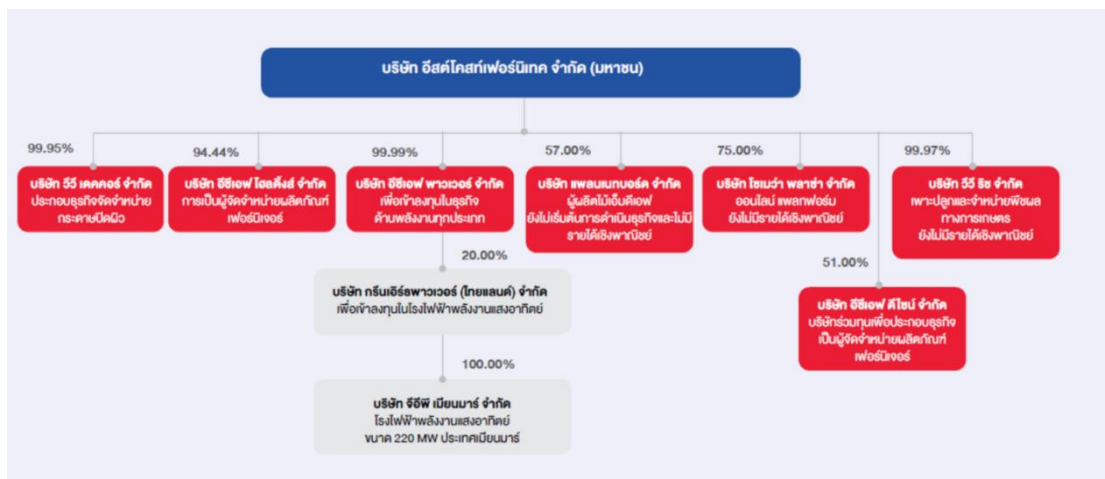 บริษัท อีสต์โคสท์เฟอร์นิเทค จำกัด (มหาชน)
99.95%
บริษัท วีวี เดคคอร์ จำกัด
ประกอบธุรกิจจัดจำหน่าย
กระดาษปิดผิว
94.44%
บริษัท อีซีเอฟ โฮลดิ้งส์ จำกัด
การเป็นผู้จัดจำหน่ายผลิตภัณฑ์
เฟอร์นิเจอร์
99.99%
บริษัท อีซีเอฟ พาวเวอร์ จำกัด
เพื่อเข้าลงทุนในธุรกิจ
ด้านพลังงานทุกประเภท
57.00%
บริษัท แพลนเนทบอร์ด จำกัด
ผู้ผลิตไม้เอ็มดีเอฟ
ยังไม่เริ่มต้นการดำเนินธุรกิจและไม่มี
รายได้เชิงพาณิชย์
75.00%
บริษัท ไซเมว่า พลาซ่า จำกัด
ออนไลน์ แพลทฟอร์ม
ยังไม่มีรายได้เชิงพาณิชย์
99.97%
บริษัท วีวี ริช จำกัด
เพาะปลูกและจำหน่ายพืชผล
ทางการเกษตร
ยังไม่มีรายได้เชิงพาณิชย์
20.00%
บริษัท กรีนเอิร์ธพาวเวอร์ (ไทยแลนด์) จำกัด
เพื่อเข้าลงทุนในโรงไฟฟ้าพลังงานแสงอาทิตย์
51.00%
บริษัท อีซีเอฟ ดีไซน์ จำกัด
บริษัทร่วมทุนเพื่อประกอบธุรกิจ
เป็นผู้จัดจำหน่ายผลิตภัณฑ์
เฟอร์นิเจอร์
100.00%
บริษัท จีอีพี เมียนมาร์ จำกัด
โรงไฟฟ้าพลังงานแสงอาทิตย์
ขนาด 220 MW ประเทศเมียนมาร์